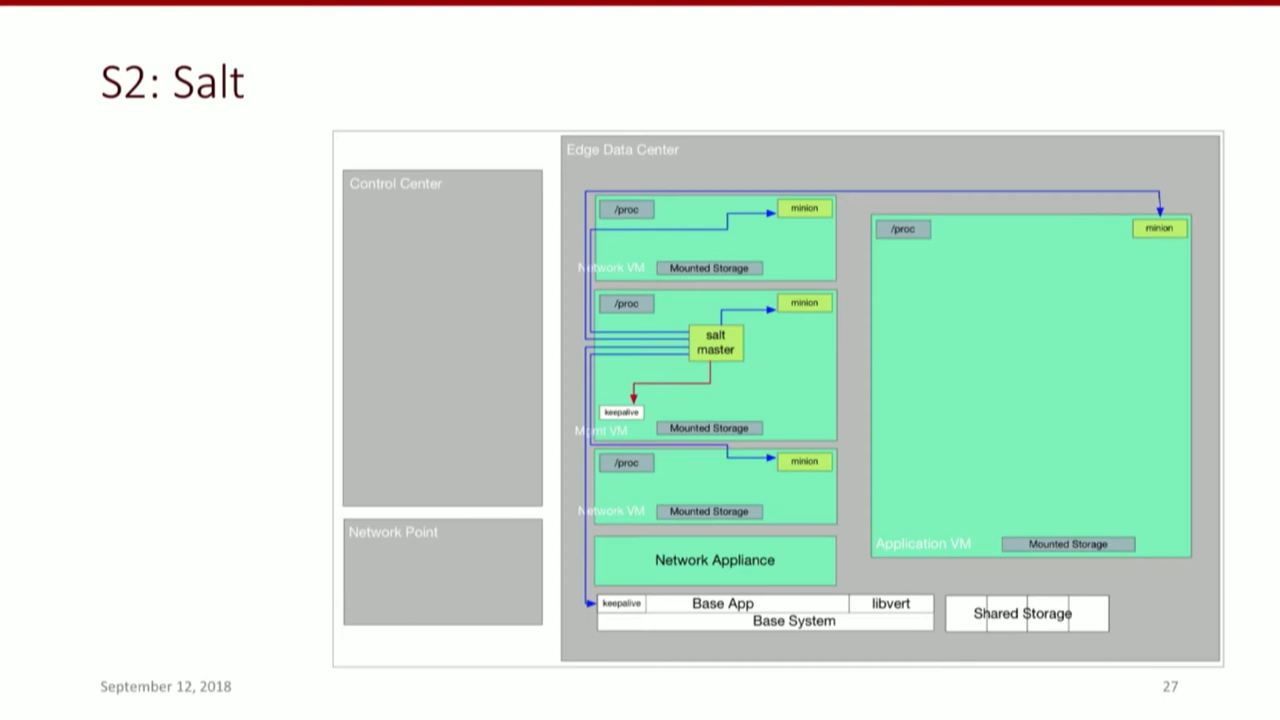 S2: Salt
Edge Data Center
Control Center
/proc
minion
Network VM
Mounted Storage
/proc
minion
salt
master
keepalive
Mgmt VM
Mounted Storage
/proc
minion
Network VM
Mounted Storage
Network Appliance
keepalive
Base App
libvert
Base System
/proc
minion
Application VM
Mounted Storage
Shared Storage
Network Point
September 12, 2018
27